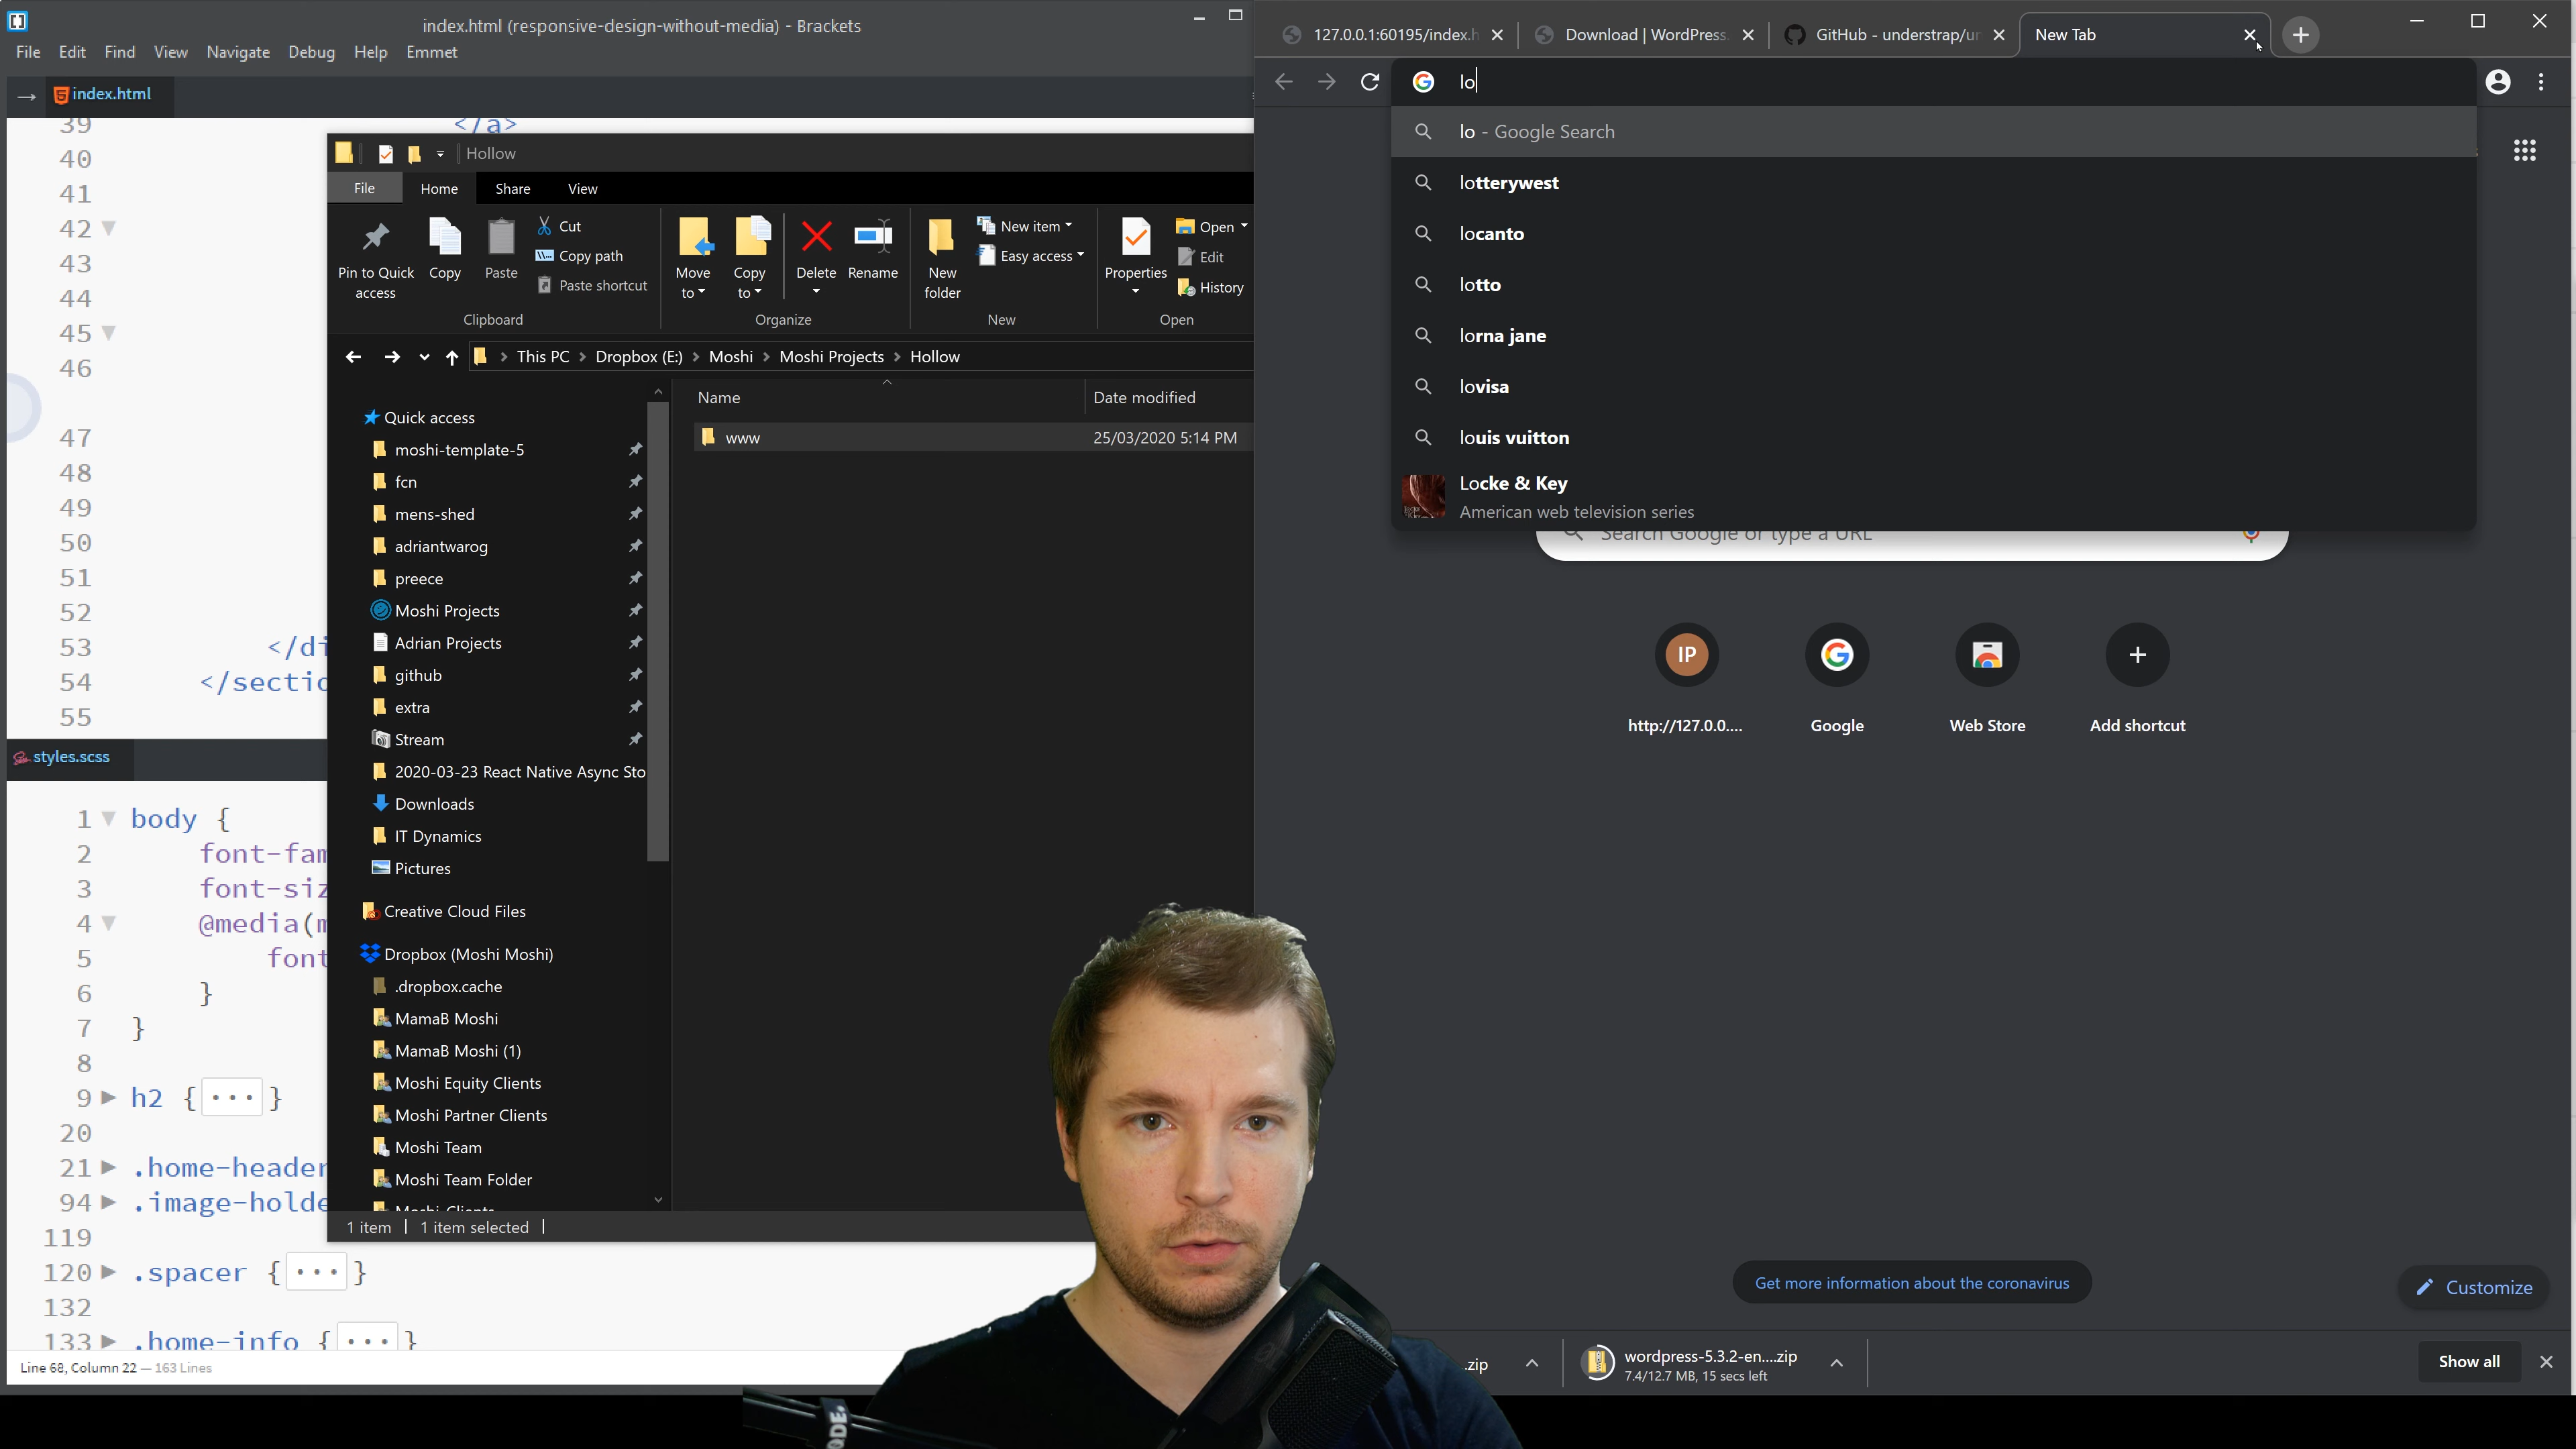 index.html (responsive-design-without-media) - Brackets
File Edit Find View Navigate Debug Help Emmet
index.html
39 </a>
40
41
42
43
44
45
46
47
48
49
50
51
52
53 </di
54 </sectio
55
styles.scss
1 body {
2 font-fam
3 font-siz
4 @media(m
5 font
6 }
7 }
8
9 h2 {...}
20
21 .home-header
94 .image-holde
119
120 .spacer {...}
132
133 .home-info {...}
Line 68, Column 22 — 163 Lines
Hollow
File Home Share View
Pin to Quick access
Copy
Paste
Cut
Copy path
Paste shortcut
Clipboard
Move to
Copy to
Delete
Rename
Organize
New folder
New item
Easy access
New
Properties
Open
Edit
History
Open
This PC > Dropbox (E:) > Moshi > Moshi Projects > Hollow
Name Date modified
www 25/03/2020 5:14 PM
Quick access
moshi-template-5
fcn
mens-shed
adriantwarog
preece
Moshi Projects
Adrian Projects
github
extra
Stream
2020-03-23 React Native Async Sto
Downloads
IT Dynamics
Pictures
Creative Cloud Files
Dropbox (Moshi Moshi)
.dropbox.cache
MamaB Moshi
MamaB Moshi (1)
Moshi Equity Clients
Moshi Partner Clients
Moshi Team
Moshi Team Folder
Moshi-Clients
1 item 1 item selected
127.0.0.1:60195/index.h
Download | WordPress.
GitHub - understrap/un
New Tab
lo
lo - Google Search
lotterywest
locanto
lotto
lorna jane
lovisa
louis vuitton
Locke & Key
American web television series
Search Google or type a URL
IP
http://127.0.0....
Google
Web Store
Add shortcut
Get more information about the coronavirus
Customize
.zip
wordpress-5.3.2-en....zip
7.4/12.7 MB, 15 secs left
Show all
ODE.